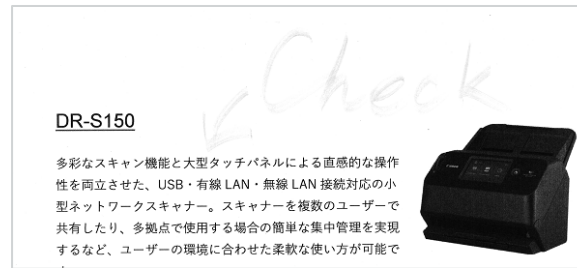 Check
DR-S150
多彩なスキャン機能と大型タッチパネルによる直感的な操作
性を両立させた、USB・有線 LAN・無線 LAN 接続対応の小
型ネットワークスキャナー。スキャナーを複数のユーザーで
共有したり、多拠点で使用する場合の簡単な集中管理を実現
するなど、ユーザーの環境に合わせた柔軟な使い方が可能で